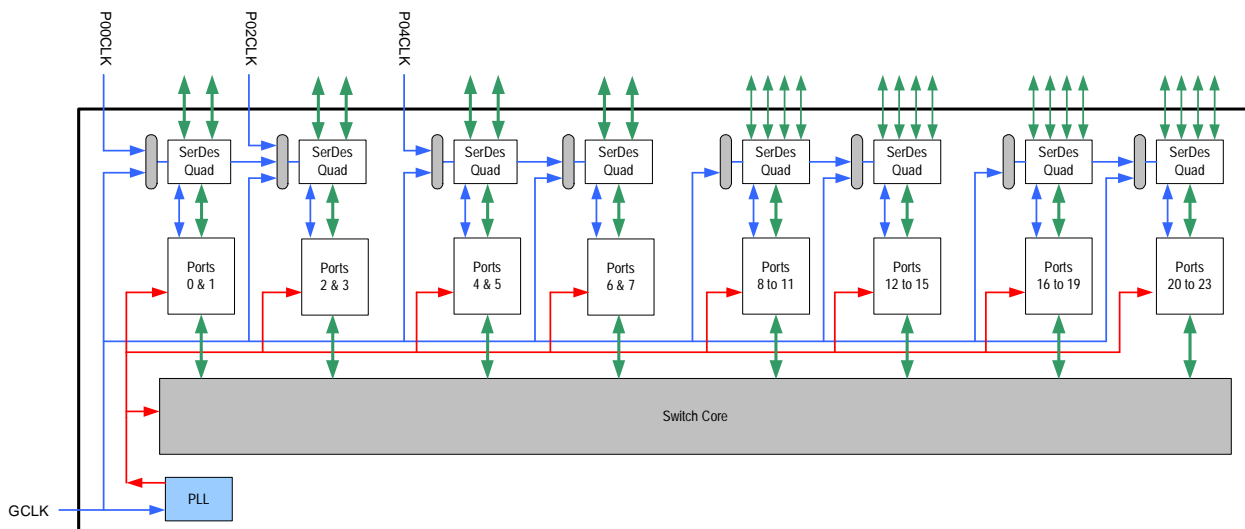 P00CLK
P02CLK
P04CLK
SerDes
Quad
SerDes
Quad
SerDes
Quad
SerDes
Quad
SerDes
Quad
SerDes
Quad
SerDes
Quad
SerDes
Quad
Ports
0 & 1
Ports
2 & 3
Ports
4 & 5
Ports
6 & 7
Ports
8 to 11
Ports
12 to 15
Ports
16 to 19
Ports
20 to 23
Switch Core
PLL
GCLK